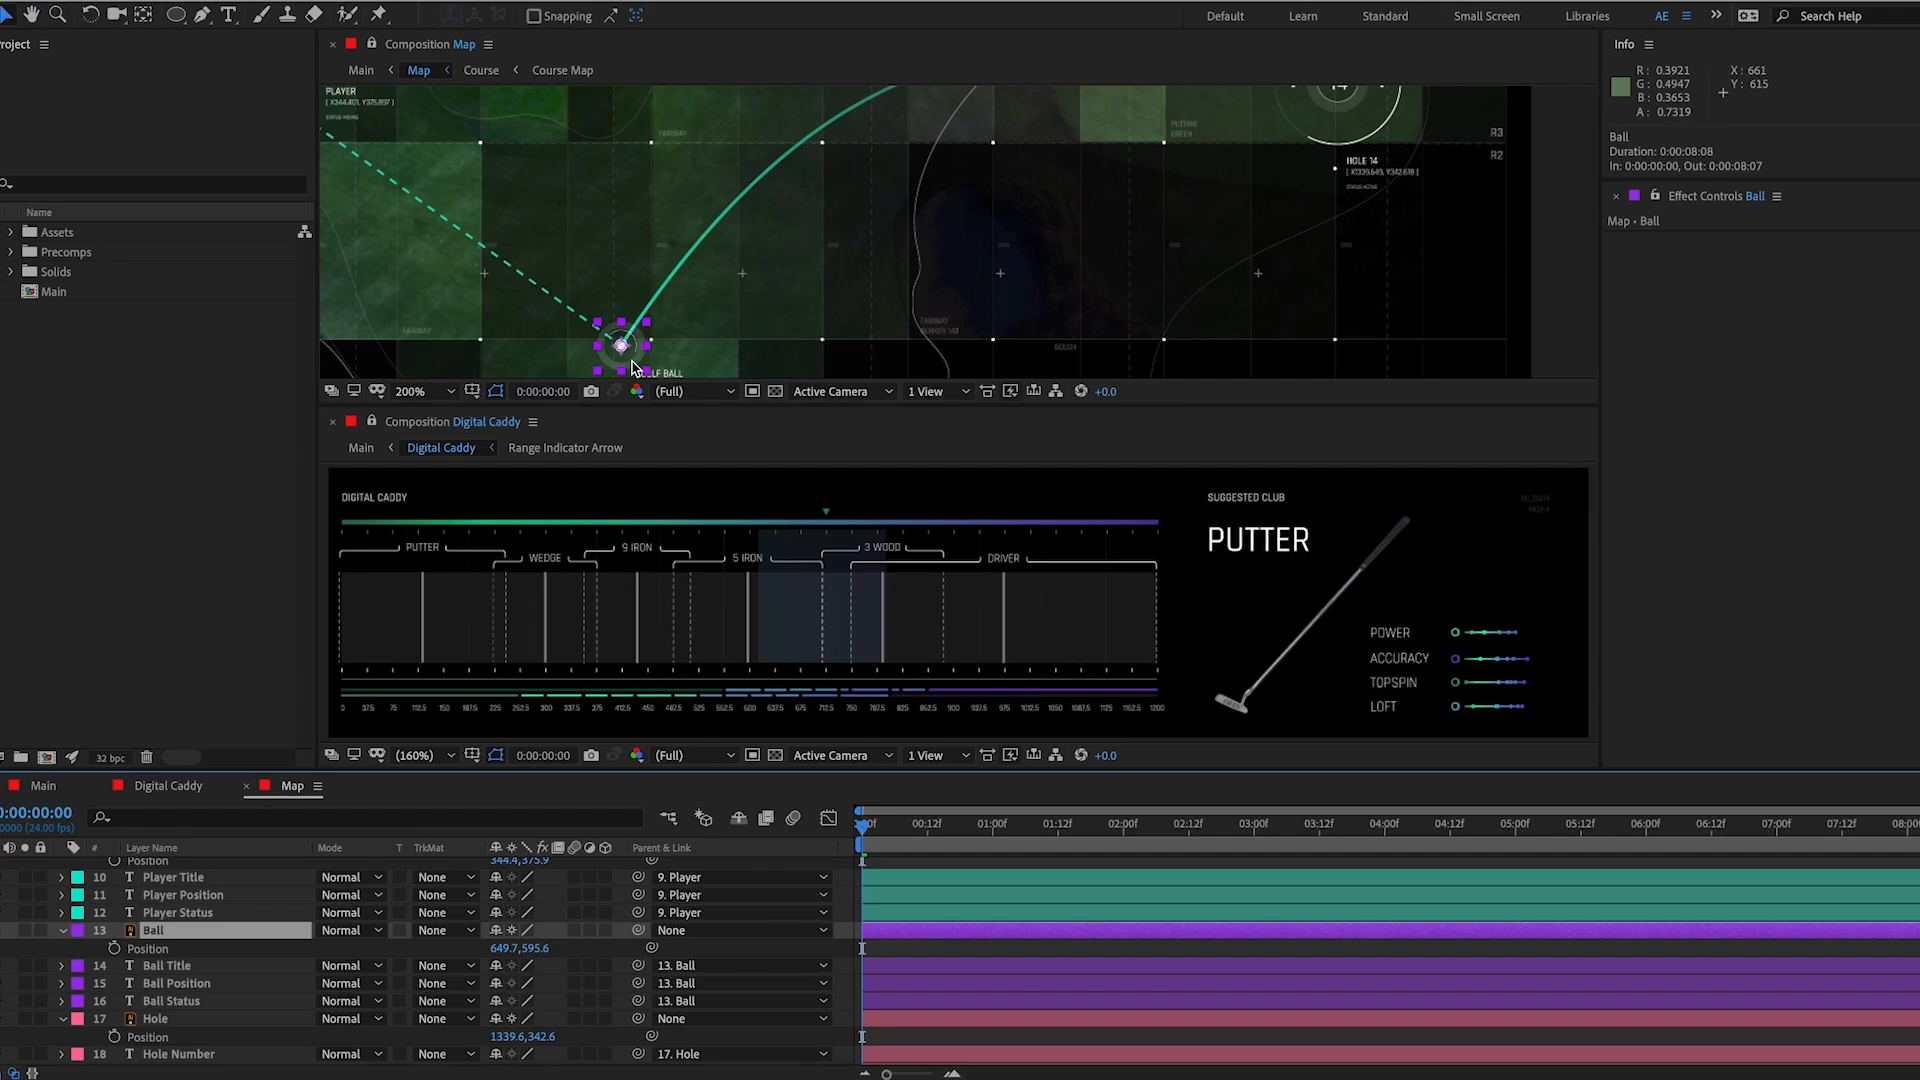 Snapping
Default
Learn
Standard
Small Screen
Libraries
AE
Search Help
roject
Composition Map
Info
Main
Map
Course
Course Map
R: 0.3921
G: 0.4947
B: 0.3653
A: 0.7319
X: 661
Y: 615
PLAYER
[ X344.401, Y375.897 ]
FAIRWAY
PUTTING
GREEN
14
R3
R2
HOLE 14
[ X1339.649, Y342.618 ]
STATUS: ACTIVE
Ball
Duration: 0:00:08:08
In: 0:00:00:00, Out: 0:00:08:07
Effect Controls Ball
Map • Ball
Name
Assets
Precomps
Solids
Main
FAIRWAY
FAIRWAY
BUNKER 14B
ROUGH
LF BALL
200%
0:00:00:00
(Full)
Active Camera
1 View
+0.0
Composition Digital Caddy
Main
Digital Caddy
Range Indicator Arrow
DIGITAL CADDY
PUTTER
WEDGE
9 IRON
5 IRON
3 WOOD
DRIVER
0 37.5 75 112.5 150 187.5 225 262.5 300 337.5 375 412.5 450 487.5 525 562.5 600 637.5 675 712.5 750 787.5 825 862.5 900 937.5 975 1012.5 1050 1087.5 1125 1162.5 1200
SUGGESTED CLUB
PUTTER
POWER
ACCURACY
TOPSPIN
LOFT
32 bpc
(160%)
0:00:00:00
(Full)
Active Camera
1 View
+0.0
Main
Digital Caddy
Map
0:00:00:00
0000 (24.00 fps)
00:12f 01:00f 01:12f 02:00f 02:12f 03:00f 03:12f 04:00f 04:12f 05:00f 05:12f 06:00f 06:12f 07:00f 07:12f 08:00
# Layer Name Mode T TrkMat Parent & Link
Position 344.4,375.9
10 T Player Title Normal None 9. Player
11 T Player Position Normal None 9. Player
12 T Player Status Normal None 9. Player
13 Ball Normal None None
Position 649.7,595.6
14 T Ball Title Normal None 13. Ball
15 T Ball Position Normal None 13. Ball
16 T Ball Status Normal None 13. Ball
17 Hole Normal None None
Position 1339.6,342.6
18 T Hole Number Normal None 17. Hole